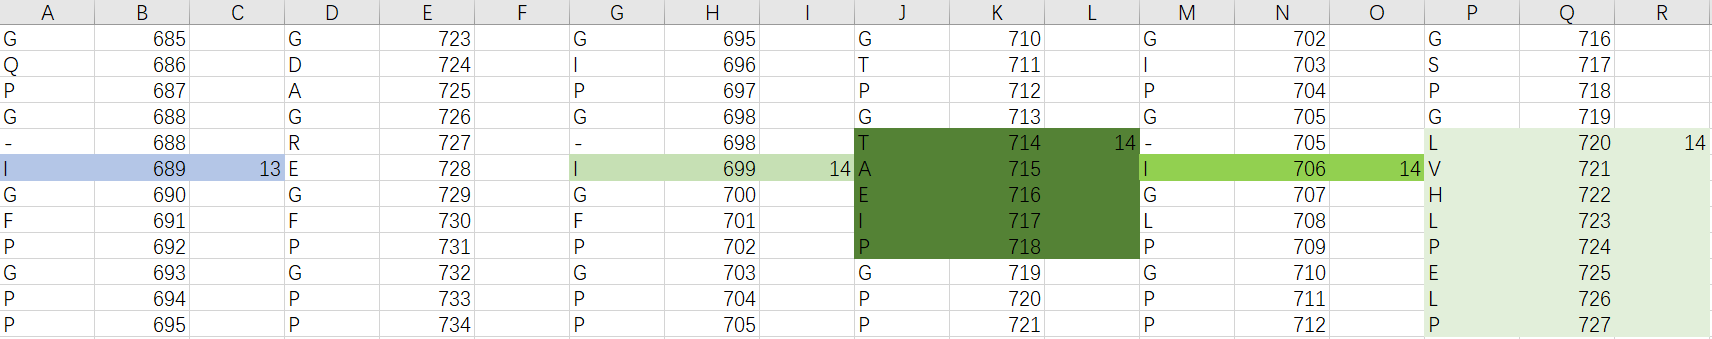 A B C D E F G H I J K L M N O P Q R
G 685 G 723 G 695 G 710 G 702 G 716
Q 686 D 724 I 696 T 711 I 703 S 717
P 687 A 725 P 697 P 712 P 704 P 718
G 688 G 726 G 698 G 713 G 705 G 719
- 688 R 727 - 698 T 714 14 - 705 L 720 14
I 689 13 E 728 I 699 14 A 715 I 706 14 V 721
G 690 G 729 G 700 E 716 G 707 H 722
F 691 F 730 F 701 I 717 L 708 L 723
P 692 P 731 P 702 P 718 P 709 P 724
G 693 G 732 G 703 G 719 G 710 E 725
P 694 P 733 P 704 P 720 P 711 L 726
P 695 P 734 P 705 P 721 P 712 P 727